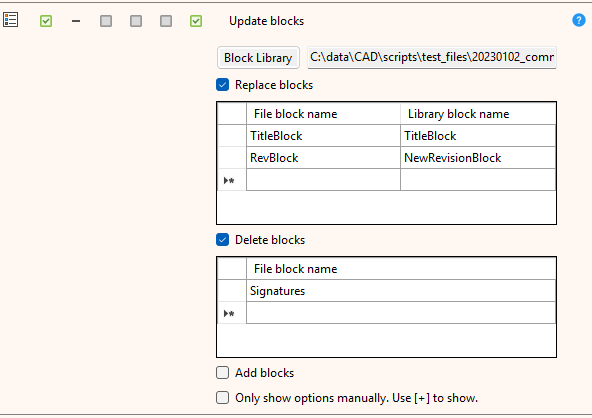 Update blocks
?
Block Library C:\data\CAD\scripts\test_files\20230102_comm
Replace blocks
File block name Library block name
TitleBlock TitleBlock
RevBlock NewRevisionBlock
Delete blocks
File block name
Signatures
Add blocks
Only show options manually. Use [+] to show.